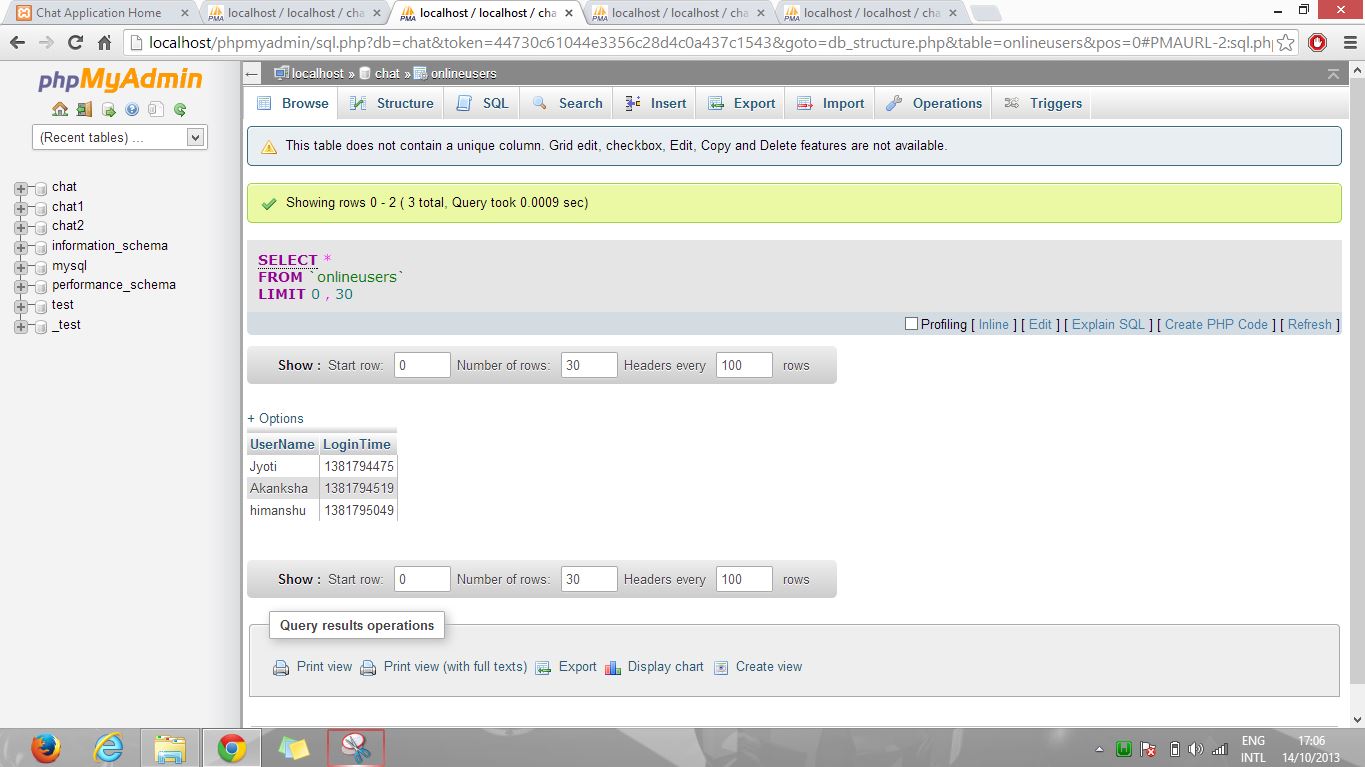 Chat Application Home
localhost / localhost / cha
localhost / localhost / cha
localhost / localhost / cha
localhost / localhost / cha
localhost/phpmyadmin/sql.php?db=chat&token=44730c61044e3356c28d4c0a437c1543&goto=db_structure.php&table=onlineusers&pos=0#PMAURL-2:sql.php
phpMyAdmin
(Recent tables) ...
chat
chat1
chat2
information_schema
mysql
performance_schema
test
_test
localhost » chat » onlineusers
Browse Structure SQL Search Insert Export Import Operations Triggers
This table does not contain a unique column. Grid edit, checkbox, Edit, Copy and Delete features are not available.
Showing rows 0 - 2 ( 3 total, Query took 0.0009 sec)
SELECT *
FROM `onlineusers`
LIMIT 0 , 30
Profiling [ Inline ] [ Edit ] [ Explain SQL ] [ Create PHP Code ] [ Refresh ]
Show : Start row: 0 Number of rows: 30 Headers every 100 rows
+ Options
UserName LoginTime
Jyoti 1381794475
Akanksha 1381794519
himanshu 1381795049
Show : Start row: 0 Number of rows: 30 Headers every 100 rows
Query results operations
Print view Print view (with full texts) Export Display chart Create view
ENG 17:06
INTL 14/10/2013